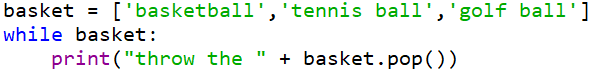 basket = ['basketball','tennis ball','golf ball']
while basket:
    print("throw the " + basket.pop())